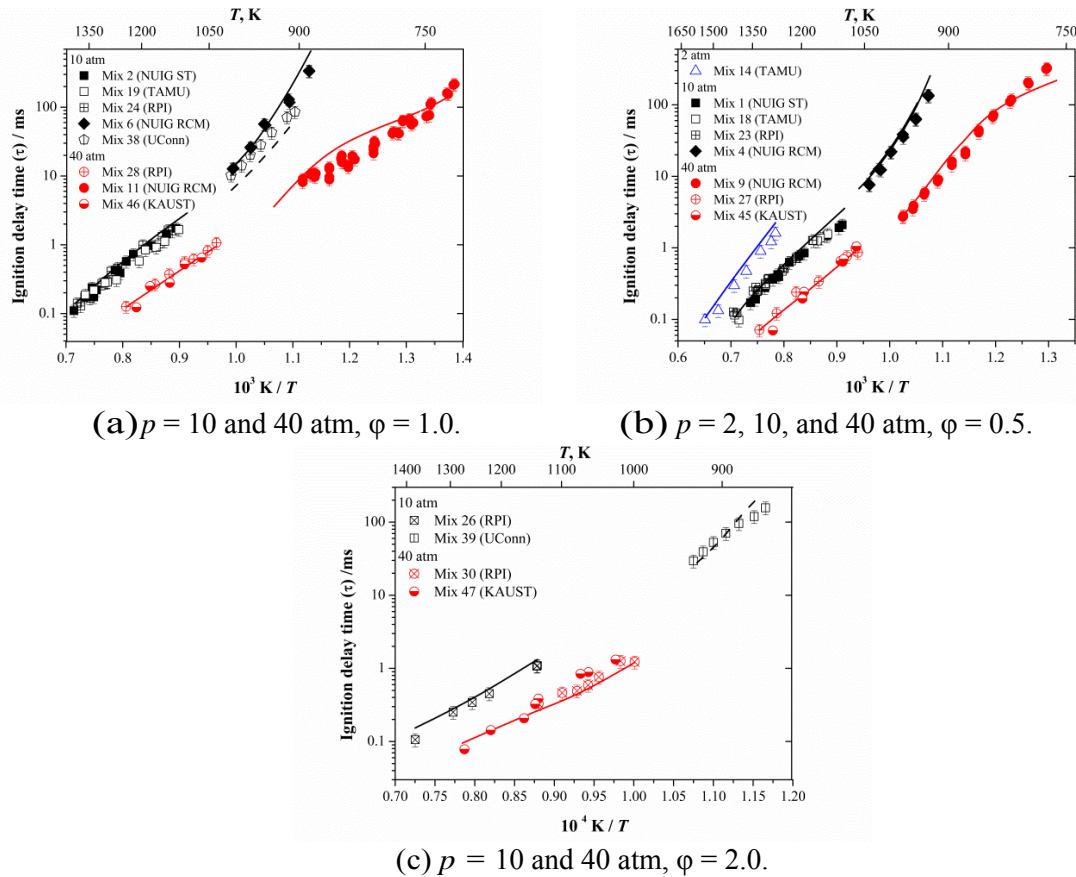 T, K
1350 1200 1050 900 750
10 atm
Mix 2 (NUIG ST)
Mix 19 (TAMU)
Mix 24 (RPI)
Mix 6 (NUIG RCM)
Mix 38 (UConn)
40 atm
Mix 28 (RPI)
Mix 11 (NUIG RCM)
Mix 46 (KAUST)
Ignition delay time (τ) / ms
100
10
1
0.1
0.7 0.8 0.9 1.0 1.1 1.2 1.3 1.4
10³ K / T
(a) p = 10 and 40 atm, φ = 1.0.
T, K
1650 1500 1350 1200 1050 900 750
2 atm
Mix 14 (TAMU)
10 atm
Mix 1 (NUIG ST)
Mix 18 (TAMU)
Mix 23 (RPI)
Mix 4 (NUIG RCM)
40 atm
Mix 9 (NUIG RCM)
Mix 27 (RPI)
Mix 45 (KAUST)
Ignition delay time (τ) / ms
100
10
1
0.1
0.6 0.7 0.8 0.9 1.0 1.1 1.2 1.3
10³ K / T
(b) p = 2, 10, and 40 atm, φ = 0.5.
T, K
1400 1300 1200 1100 1000 900
10 atm
Mix 26 (RPI)
Mix 39 (UConn)
40 atm
Mix 30 (RPI)
Mix 47 (KAUST)
Ignition delay time (τ) /ms
100
10
1
0.1
0.70 0.75 0.80 0.85 0.90 0.95 1.00 1.05 1.10 1.15 1.20
10⁴ K / T
(c) p = 10 and 40 atm, φ = 2.0.